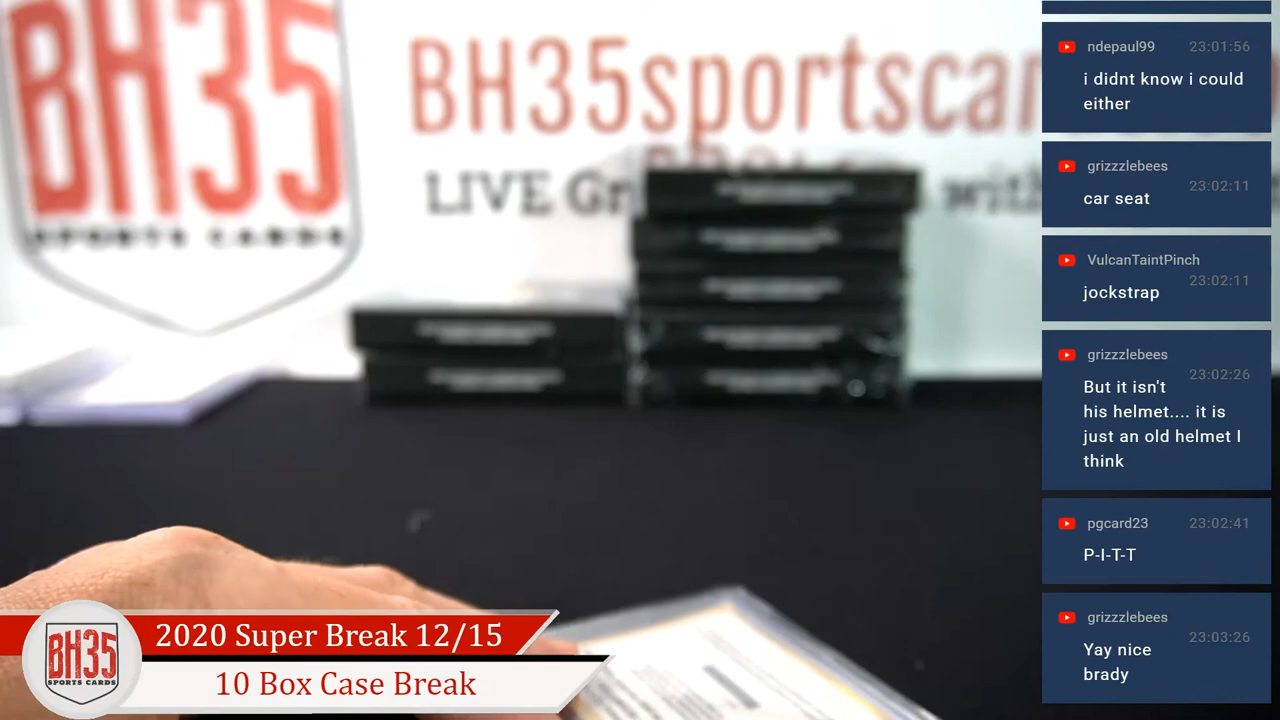 BH35
SPORTS CARDS
BH35sportscar
LIVE Gr
with
ndepaul99 23:01:56
i didnt know i could
either
grizzzlebees 23:02:11
car seat
VulcanTaintPinch 23:02:11
jockstrap
grizzzlebees 23:02:26
But it isn't
his helmet.... it is
just an old helmet I
think
pgcard23 23:02:41
P-I-T-T
grizzzlebees 23:03:26
Yay nice
brady
2020 Super Break 12/15
10 Box Case Break
BH35
SPORTS CARDS